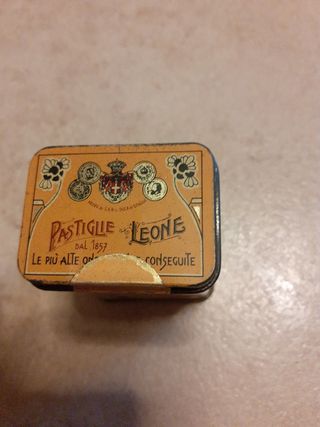 PASTIGLIE LEONE
DAL 1857
LE PIÙ ALTE CONSEGUITE